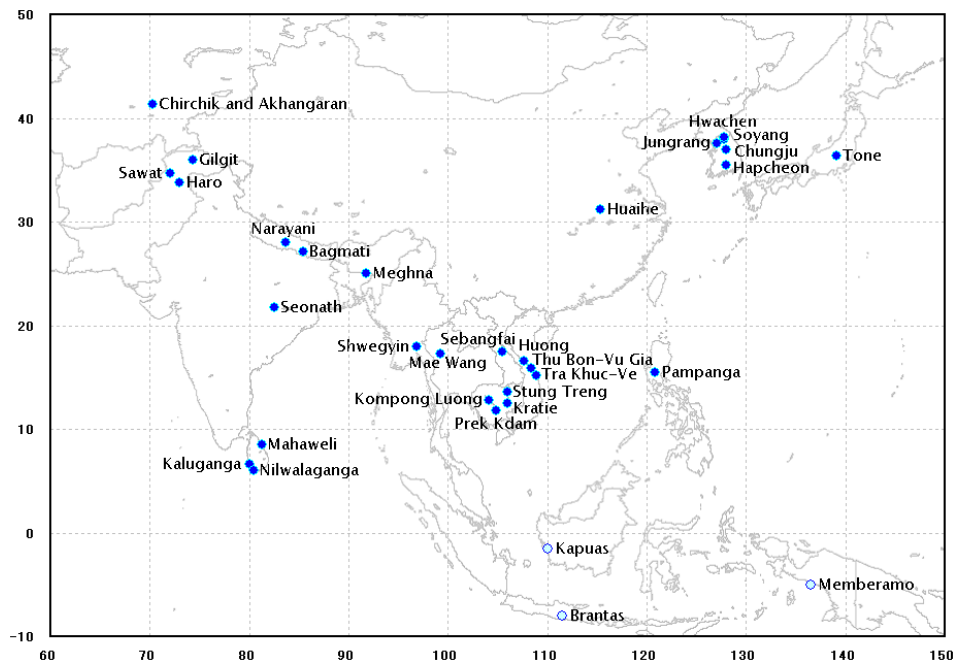 50
40
30
20
10
0
-10
Chirchik and Akhangaran
Hwachen
Soyang
Jungrang
Chungju
Tone
Gilgit
Hapcheon
Sawat
Haro
Huaihe
Narayani
Bagmati
Meghna
Seonath
Shwegyin
Sebangfai
Huong
Mae Wang
Thu Bon-Vu Gia
Tra Khuc-Ve
Pampanga
Stung Treng
Kompong Luong
Kratie
Prek Kdam
Mahaweli
Kaluganga
Nilwalaganga
Kapuas
Memberamo
Brantas
60 70 80 90 100 110 120 130 140 150